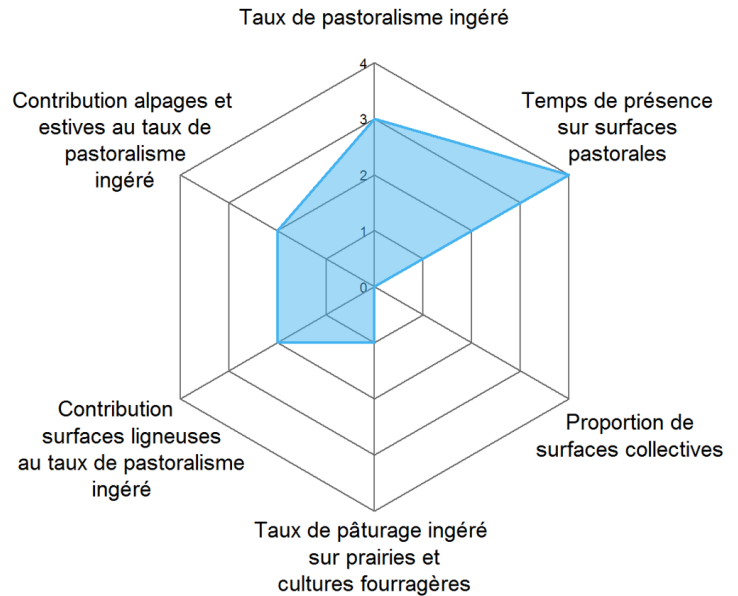 Taux de pastoralisme ingéré
Contribution alpages et
estives au taux de
pastoralisme
ingéré
Temps de présence
sur surfaces
pastorales
4
3
2
1
0
Contribution
surfaces ligneuses
au taux de pastoralisme
ingéré
Proportion de
surfaces collectives
Taux de pâturage ingéré
sur prairies et
cultures fourragères